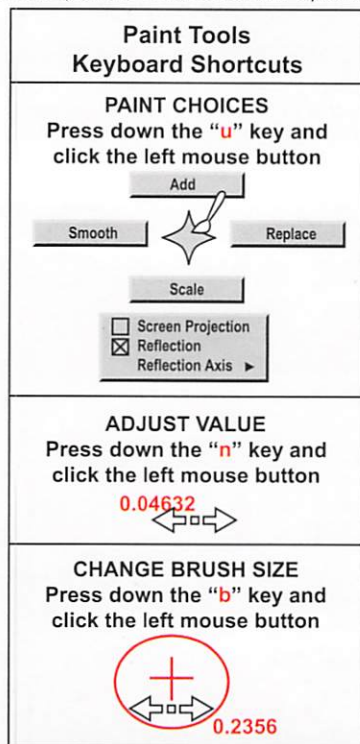 Paint Tools
Keyboard Shortcuts
PAINT CHOICES
Press down the “u” key and
click the left mouse button
Add
Smooth
Replace
Scale
Screen Projection
Reflection
Reflection Axis ►
ADJUST VALUE
Press down the “n” key and
click the left mouse button
0.04632
CHANGE BRUSH SIZE
Press down the “b” key and
click the left mouse button
0.2356